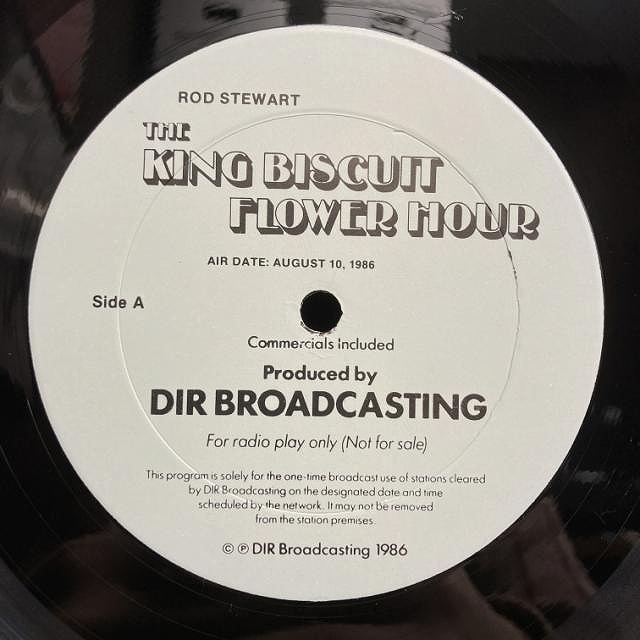 ROD STEWART
THE
KING BISCUIT
FLOWER HOUR
AIR DATE: AUGUST 10, 1986
Side A
Commercials Included
Produced by
DIR BROADCASTING
For radio play only (Not for sale)
This program is solely for the one-time broadcast use of stations cleared
by DIR Broadcasting on the designated date and time
scheduled by the network. It may not be removed
from the station premises.
© ℗ DIR Broadcasting 1986